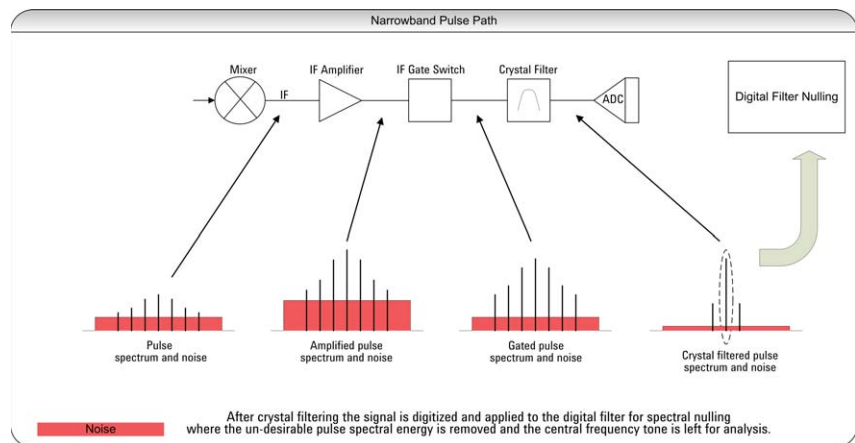 Narrowband Pulse Path
Mixer
IF Amplifier
IF Gate Switch
Crystal Filter
IF
ADC
Digital Filter Nulling
Pulse
spectrum and noise
Amplified pulse
spectrum and noise
Gated pulse
spectrum and noise
Crystal filtered pulse
spectrum and noise
Noise
After crystal filtering the signal is digitized and applied to the digital filter for spectral nulling
where the un-desirable pulse spectral energy is removed and the central frequency tone is left for analysis.